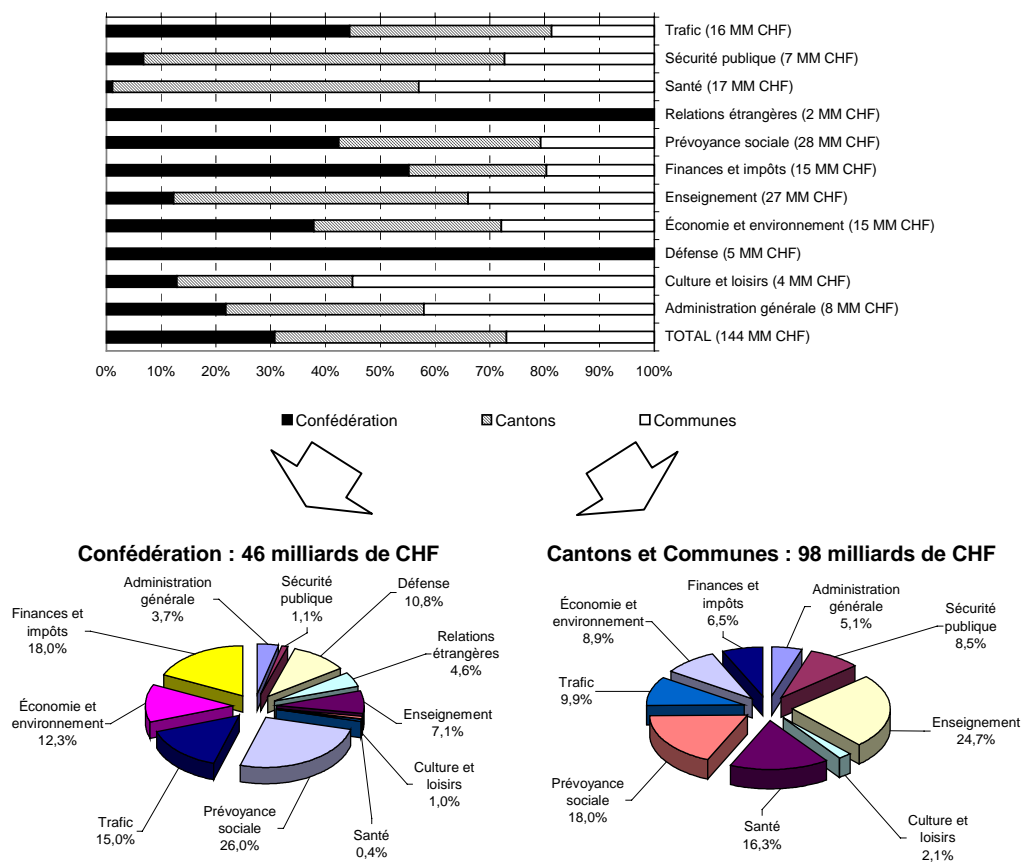 Trafic (16 MM CHF)
Sécurité publique (7 MM CHF)
Santé (17 MM CHF)
Relations étrangères (2 MM CHF)
Prévoyance sociale (28 MM CHF)
Finances et impôts (15 MM CHF)
Enseignement (27 MM CHF)
Économie et environnement (15 MM CHF)
Défense (5 MM CHF)
Culture et loisirs (4 MM CHF)
Administration générale (8 MM CHF)
TOTAL (144 MM CHF)
0% 10% 20% 30% 40% 50% 60% 70% 80% 90% 100%
Confédération Cantons Communes
Confédération : 46 milliards de CHF
Administration
générale
3,7%
Sécurité
publique
1,1%
Défense
10,8%
Relations
étrangères
4,6%
Enseignement
7,1%
Culture et
loisirs
1,0%
Santé
0,4%
Prévoyance
sociale
26,0%
Trafic
15,0%
Économie et
environnement
12,3%
Finances et
impôts
18,0%
Cantons et Communes : 98 milliards de CHF
Finances et
impôts
6,5%
Administration
générale
5,1%
Sécurité
publique
8,5%
Enseignement
24,7%
Culture et
loisirs
2,1%
Santé
16,3%
Prévoyance
sociale
18,0%
Trafic
9,9%
Économie et
environnement
8,9%